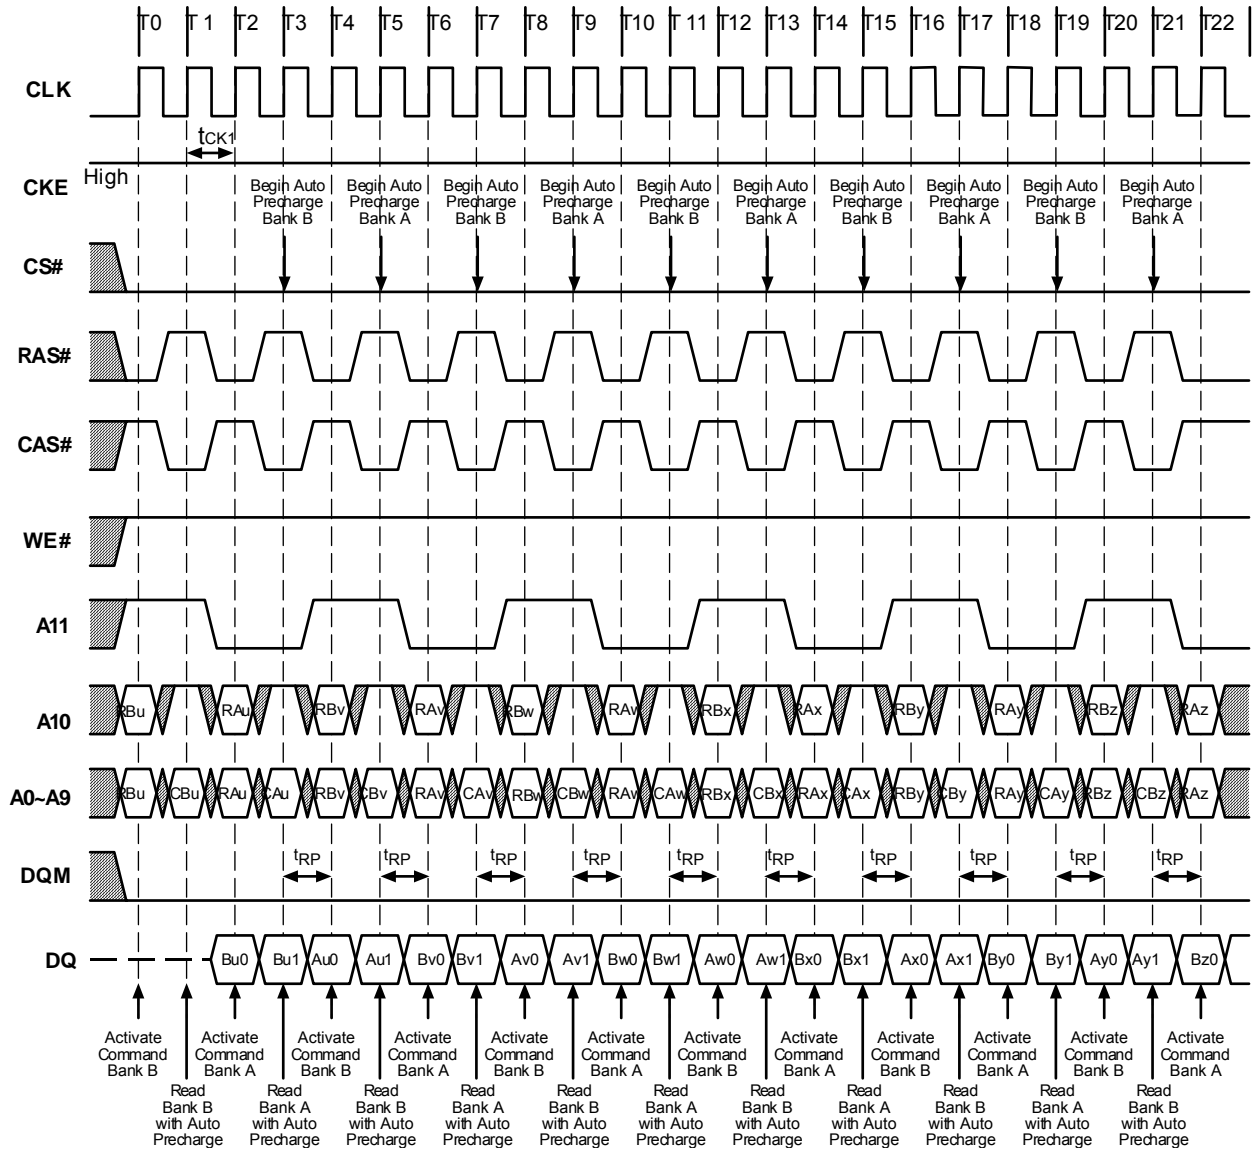 T0 T 1 T2 T3 T4 T5 T6 T7 T8 T9 T10 T 11 T12 T13 T14 T15 T16 T17 T18 T19 T20 T21 T22
CLK
tCK1
CKE High
Begin Auto Begin Auto Begin Auto Begin Auto Begin Auto Begin Auto Begin Auto Begin Auto Begin Auto Begin Auto
Precharge Precharge Precharge Precharge Precharge Precharge Precharge Precharge Precharge Precharge
Bank B Bank A Bank B Bank A Bank B Bank A Bank B Bank A Bank B Bank A
CS#
RAS#
CAS#
WE#
A11
A10 RBu RAu RBv RAv RBw RAw RBx RAx RBy RAy RBz RAz
A0~A9 RBu CBu RAu CAu RBv CBv RAv CAv RBw CBw RAw CAw RBx CBx RAx CAx RBy CBy RAy CAy RBz CBz RAz
DQM tRP tRP tRP tRP tRP tRP tRP tRP tRP tRP
DQ Bu0 Bu1 Au0 Au1 Bv0 Bv1 Av0 Av1 Bw0 Bw1 Aw0 Aw1 Bx0 Bx1 Ax0 Ax1 By0 By1 Ay0 Ay1 Bz0
Activate Activate Activate Activate Activate Activate Activate Activate Activate Activate Activate Activate
Command Command Command Command Command Command Command Command Command Command Command Command
Bank B Bank A Bank B Bank A Bank B Bank A Bank B Bank A Bank B Bank A Bank B Bank A
Read Read Read Read Read Read Read Read Read Read Read
Bank B Bank A Bank B Bank A Bank B Bank A Bank B Bank A Bank B Bank A Bank B
with Auto with Auto with Auto with Auto with Auto with Auto with Auto with Auto with Auto with Auto with Auto
Precharge Precharge Precharge Precharge Precharge Precharge Precharge Precharge Precharge Precharge Precharge